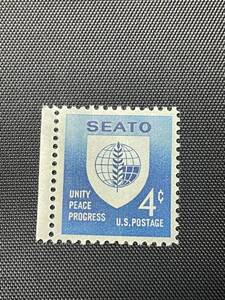 SEATO
UNITY
PEACE
PROGRESS
4¢
U.S. POSTAGE